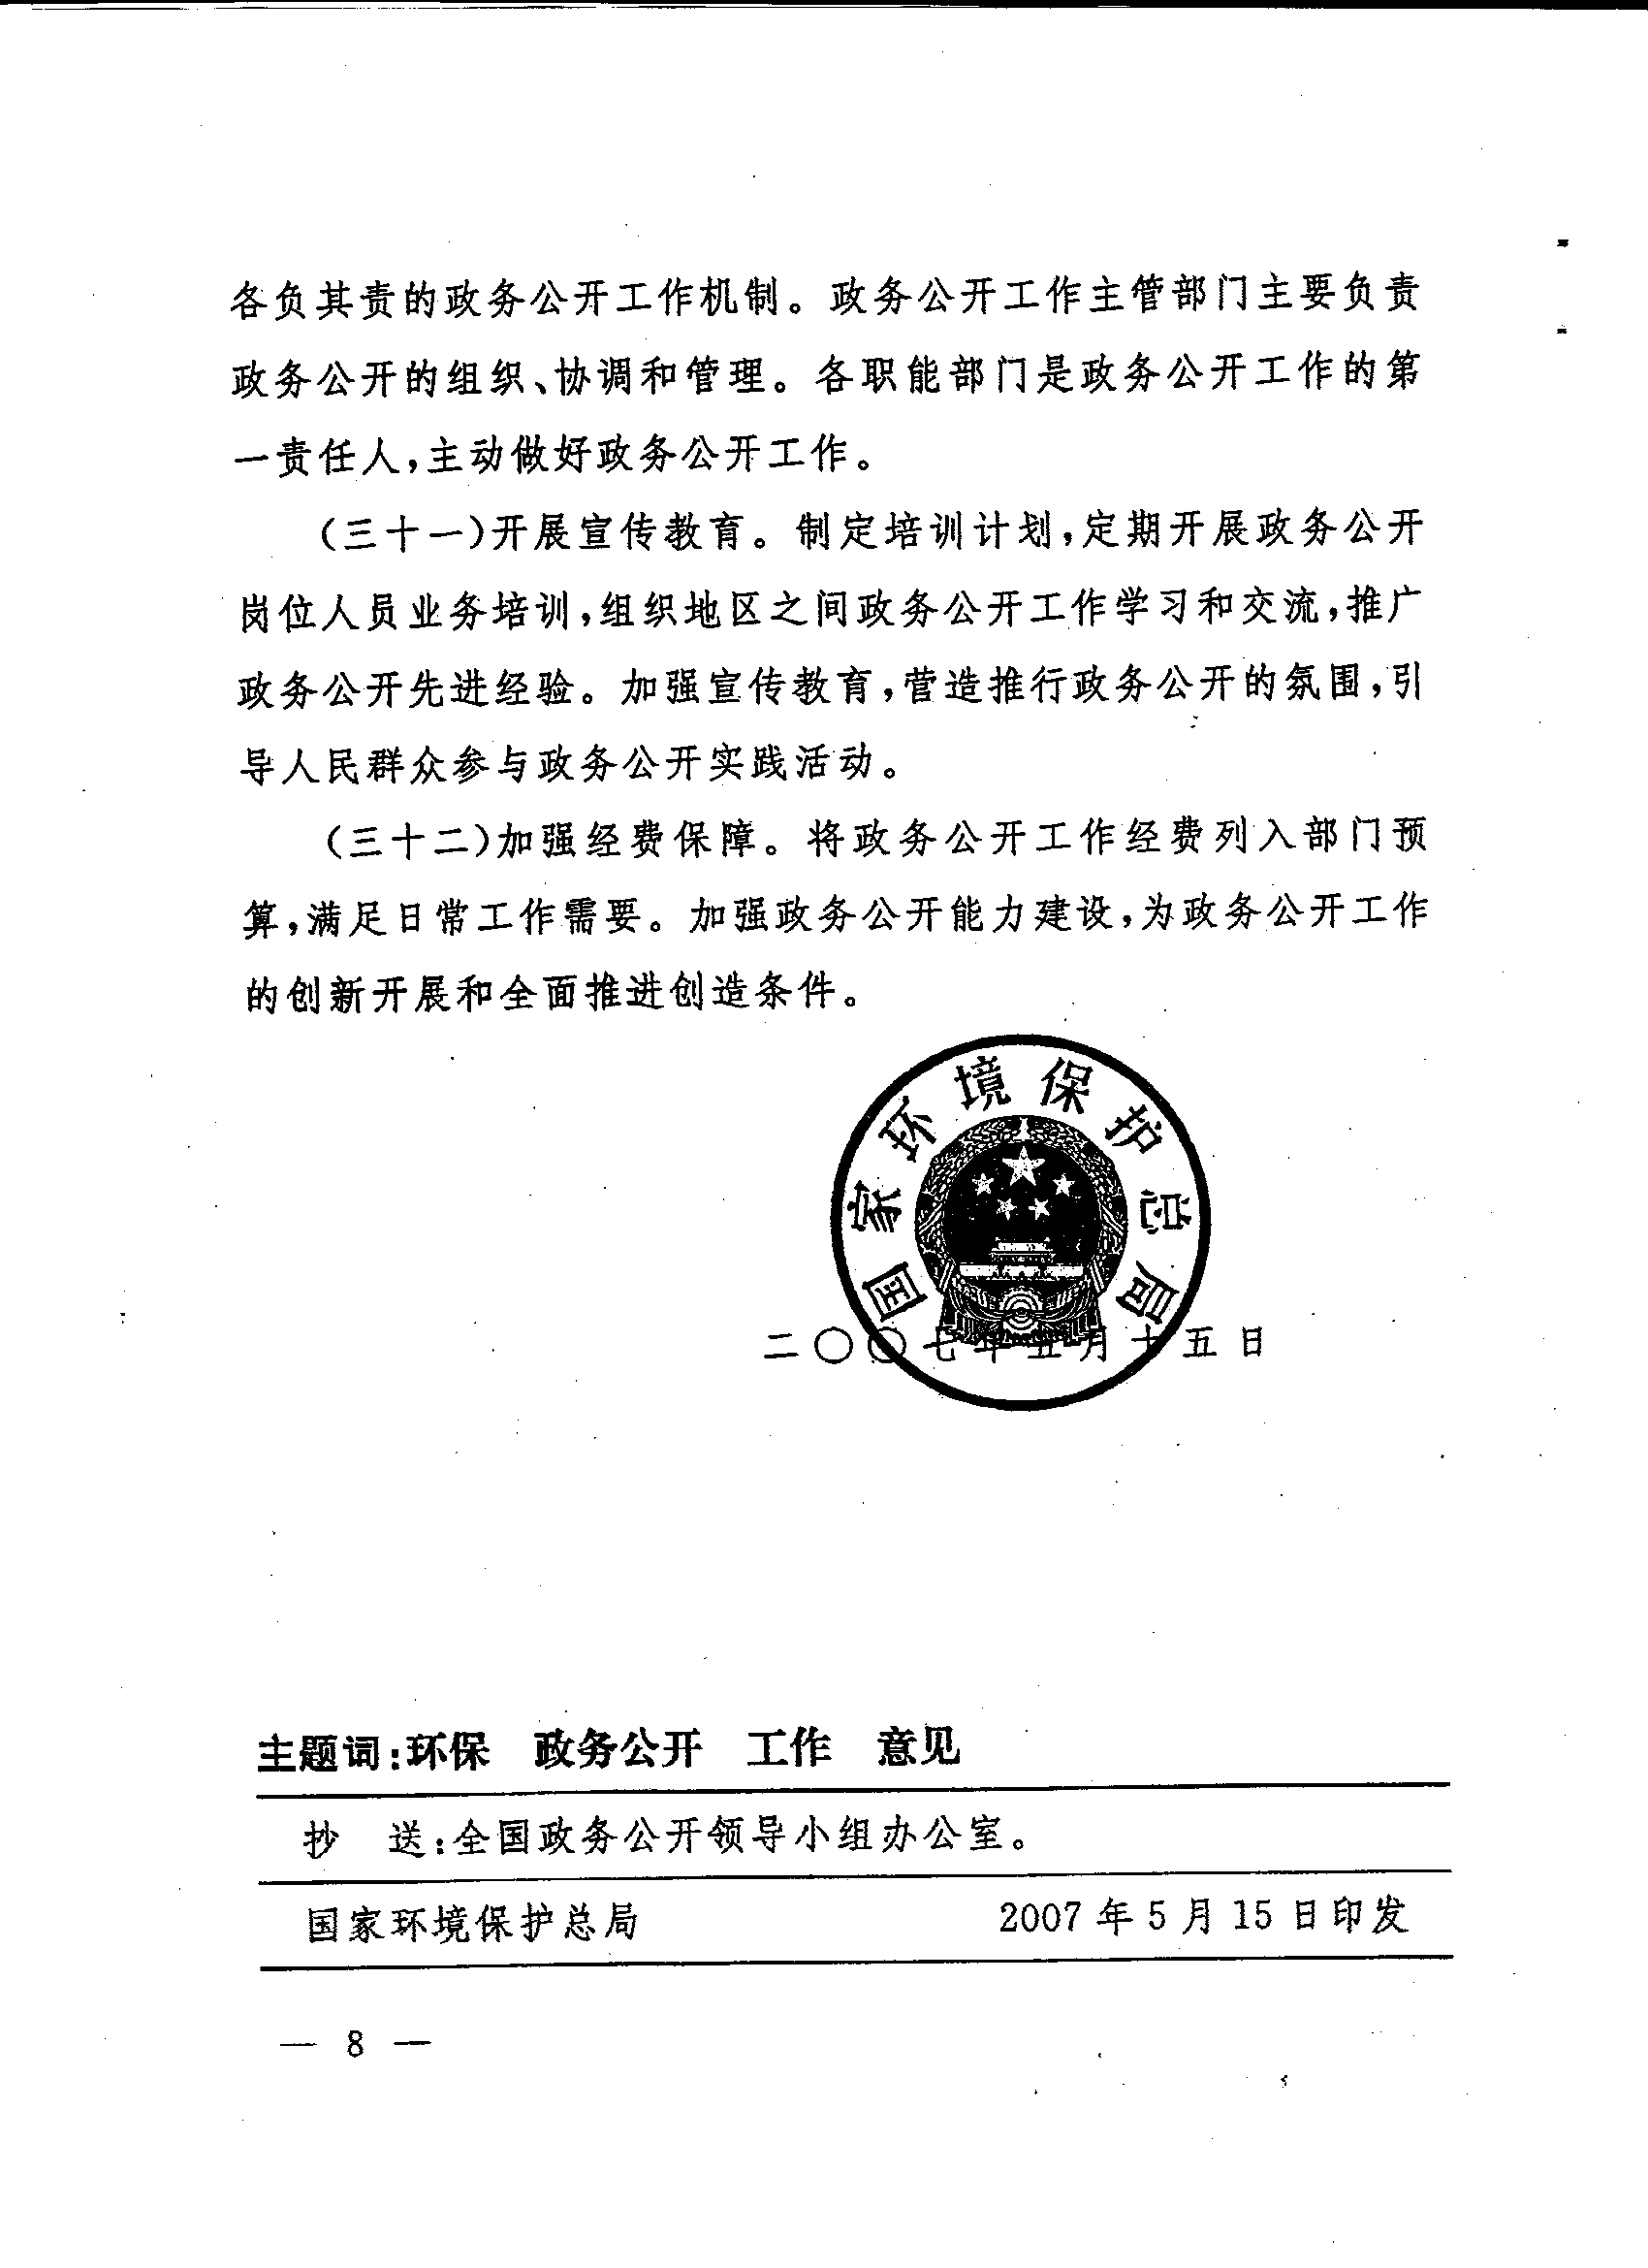 各负其责的政务公开工作机制。政务公开工作主管部门主要负责
政务公开的组织、协调和管理。各职能部门是政务公开工作的第
一责任人,主动做好政务公开工作。
(三十一)开展宣传教育。制定培训计划,定期开展政务公开
岗位人员业务培训,组织地区之间政务公开工作学习和交流,推广
政务公开先进经验。加强宣传教育,营造推行政务公开的氛围,引
导人民群众参与政务公开实践活动。
(三十二)加强经费保障。将政务公开工作经费列入部门预
算,满足日常工作需要。加强政务公开能力建设,为政务公开工作
的创新开展和全面推进创造条件。
国家环境保护总局
二〇〇七年五月十五日
主题词:环保 政务公开 工作 意见
抄 送:全国政务公开领导小组办公室。
国家环境保护总局 2007年5月15日印发
— 8 —